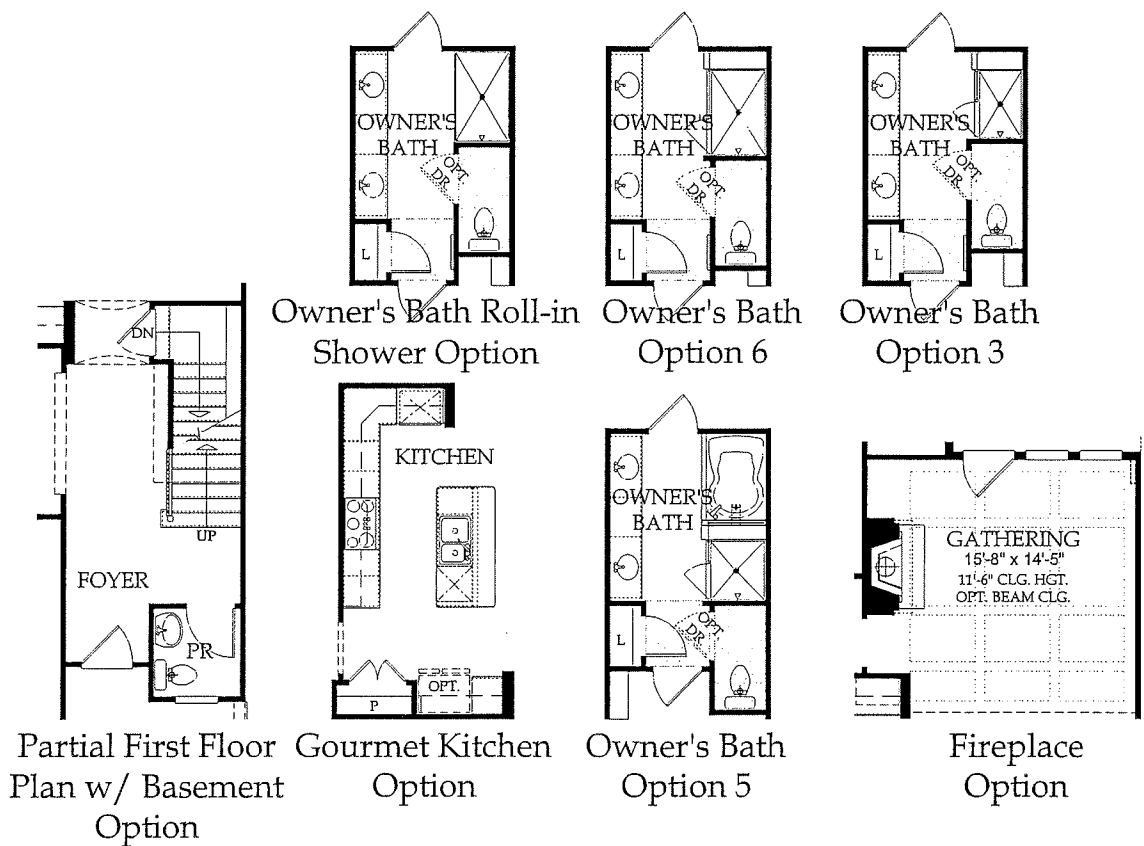 OWNER'S
BATH
OPT.
DR.
L
Owner's Bath Roll-in
Shower Option
OWNER'S
BATH
OPT.
DR.
L
Owner's Bath
Option 6
OWNER'S
BATH
OPT.
DR.
L
Owner's Bath
Option 3
DN
UP
FOYER
PR
Partial First Floor
Plan w/ Basement
Option
KITCHEN
OPT.
P
Gourmet Kitchen
Option
OWNER'S
BATH
OPT.
DR.
L
Owner's Bath
Option 5
GATHERING
15'-8" x 14'-5"
11'-6" CLG. HGT.
OPT. BEAM CLG.
Fireplace
Option